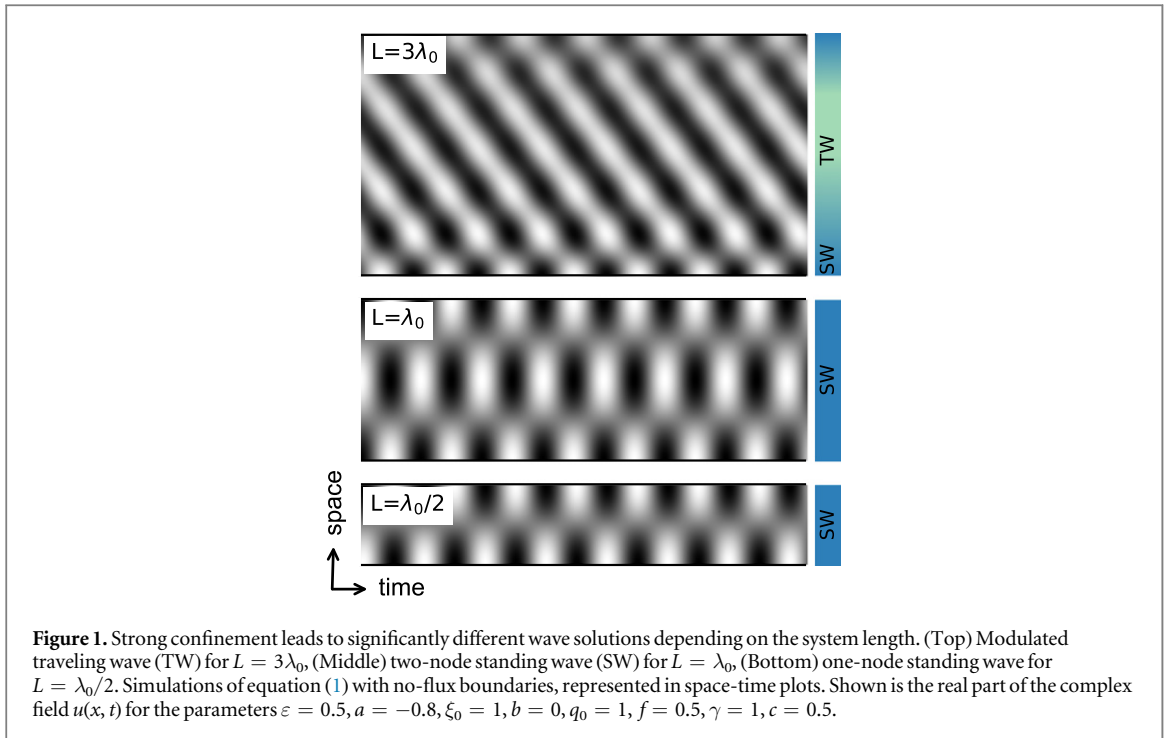 L=3λ₀
TW
SW
L=λ₀
SW
L=λ₀/2
SW
space
time
Figure 1. Strong confinement leads to significantly different wave solutions depending on the system length. (Top) Modulated
traveling wave (TW) for L = 3λ₀, (Middle) two-node standing wave (SW) for L = λ₀, (Bottom) one-node standing wave for
L = λ₀/2. Simulations of equation (1) with no-flux boundaries, represented in space-time plots. Shown is the real part of the complex
field u(x, t) for the parameters ε = 0.5, a = −0.8, ξ₀ = 1, b = 0, q₀ = 1, f = 0.5, γ = 1, c = 0.5.